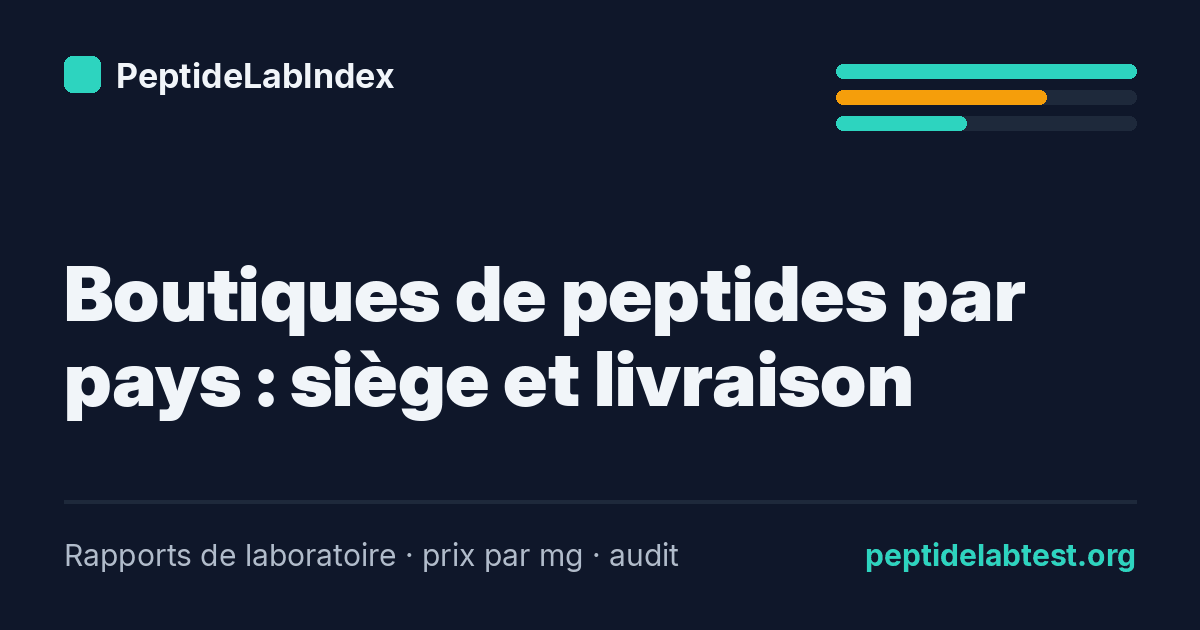 PeptideLabIndex
Boutiques de peptides par
pays : siège et livraison
Rapports de laboratoire · prix par mg · audit
peptidelabtest.org